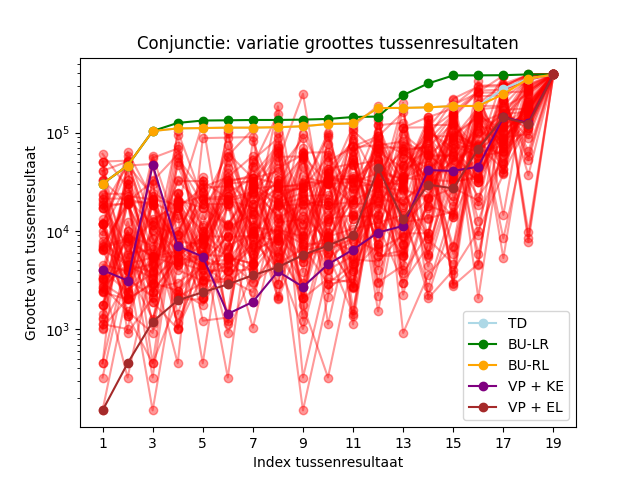 Conjunctie: variatie groottes tussenresultaten
Grootte van tussenresultaat
10^5
10^4
10^3
1 3 5 7 9 11 13 15 17 19
Index tussenresultaat
TD
BU-LR
BU-RL
VP + KE
VP + EL